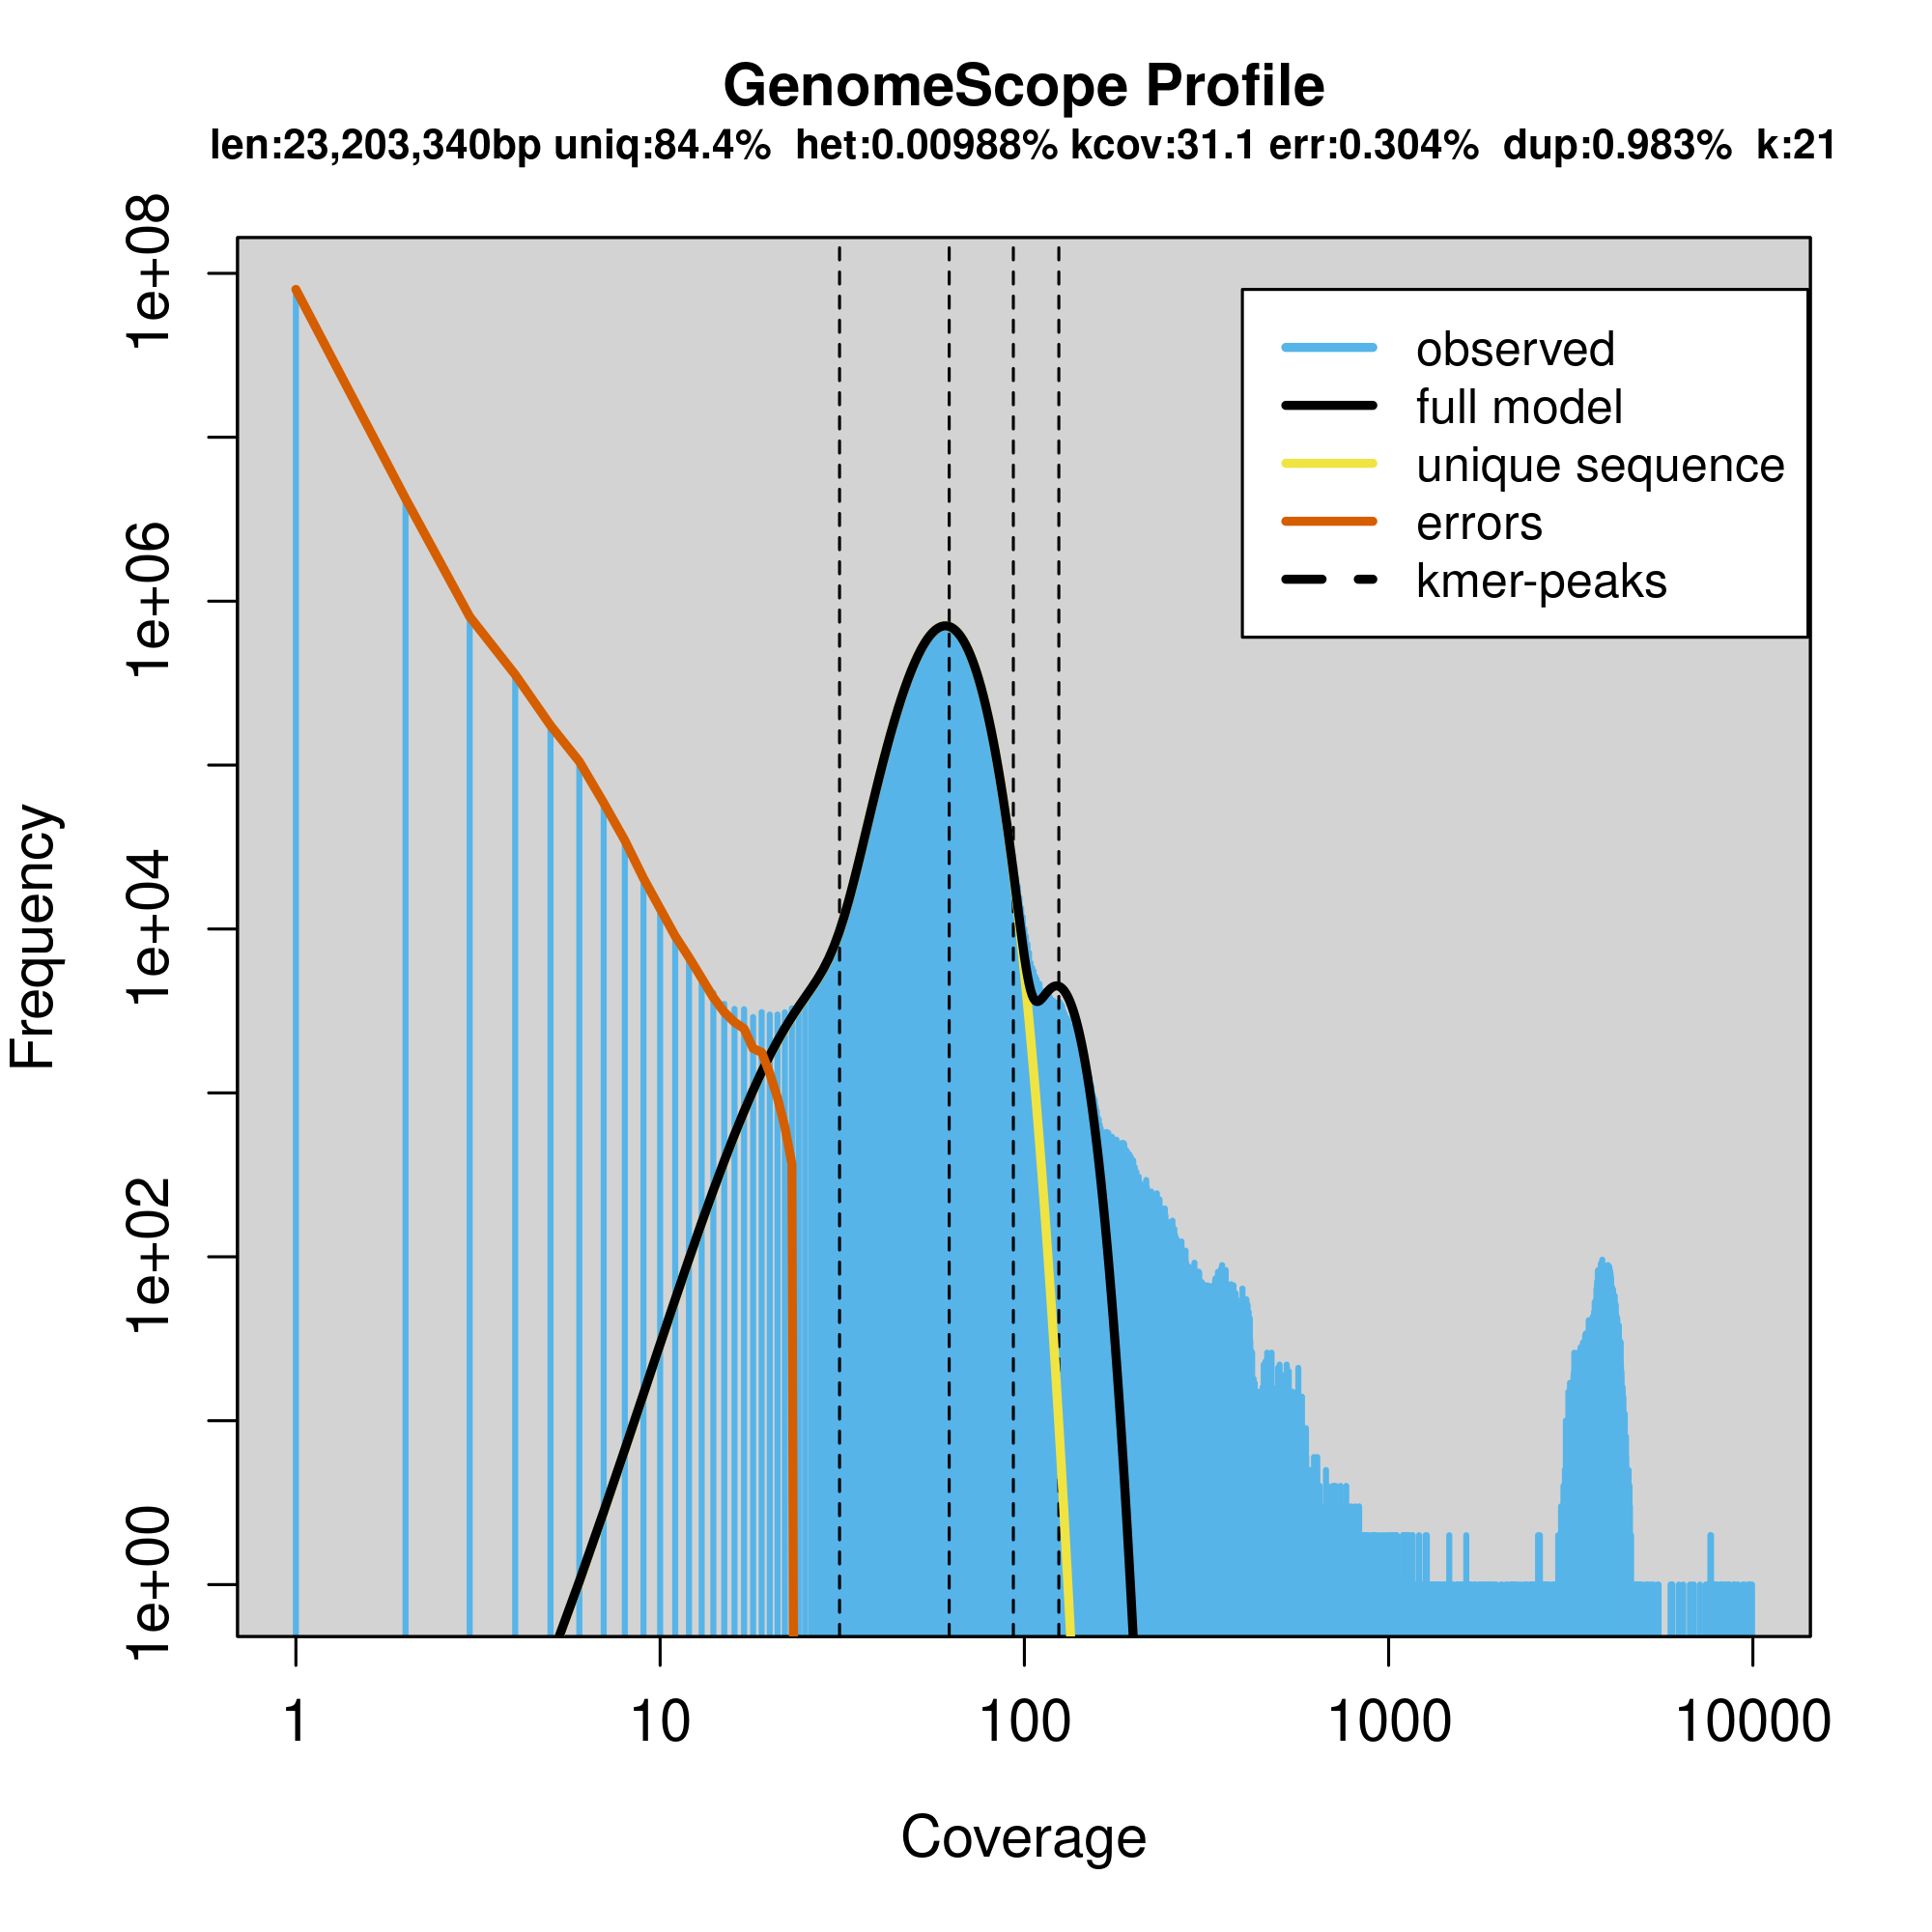 GenomeScope Profile
len:23,203,340bp uniq:84.4% het:0.00988% kcov:31.1 err:0.304% dup:0.983% k:21
1e+08
1e+06
1e+04
1e+02
1e+00
Frequency
observed
full model
unique sequence
errors
kmer-peaks
1 10 100 1000 10000
Coverage